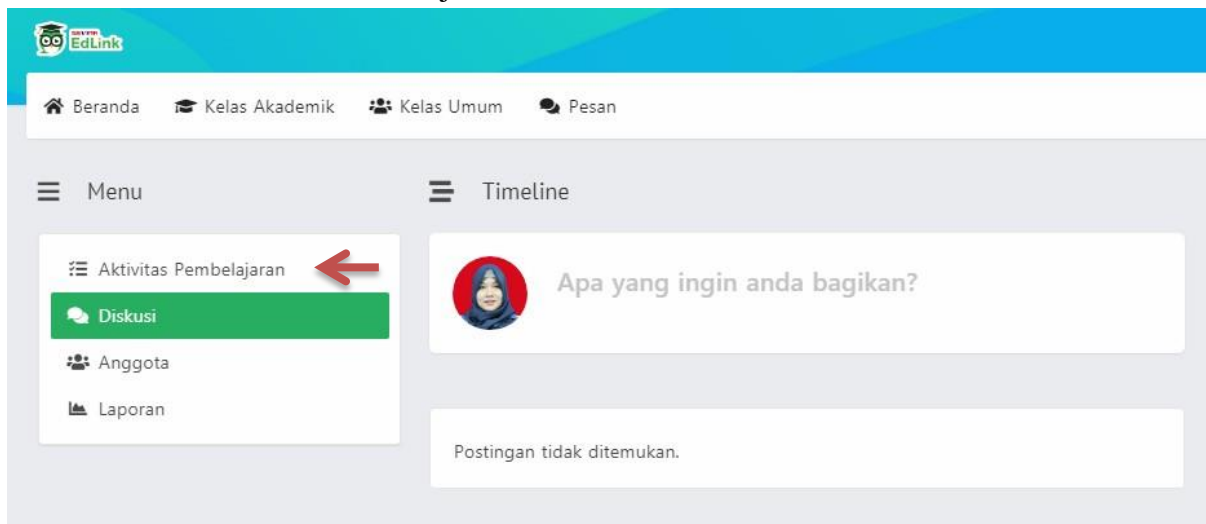 EdLink
Beranda Kelas Akademik Kelas Umum Pesan
Menu
Timeline
Aktivitas Pembelajaran
Diskusi
Anggota
Laporan
Apa yang ingin anda bagikan?
Postingan tidak ditemukan.